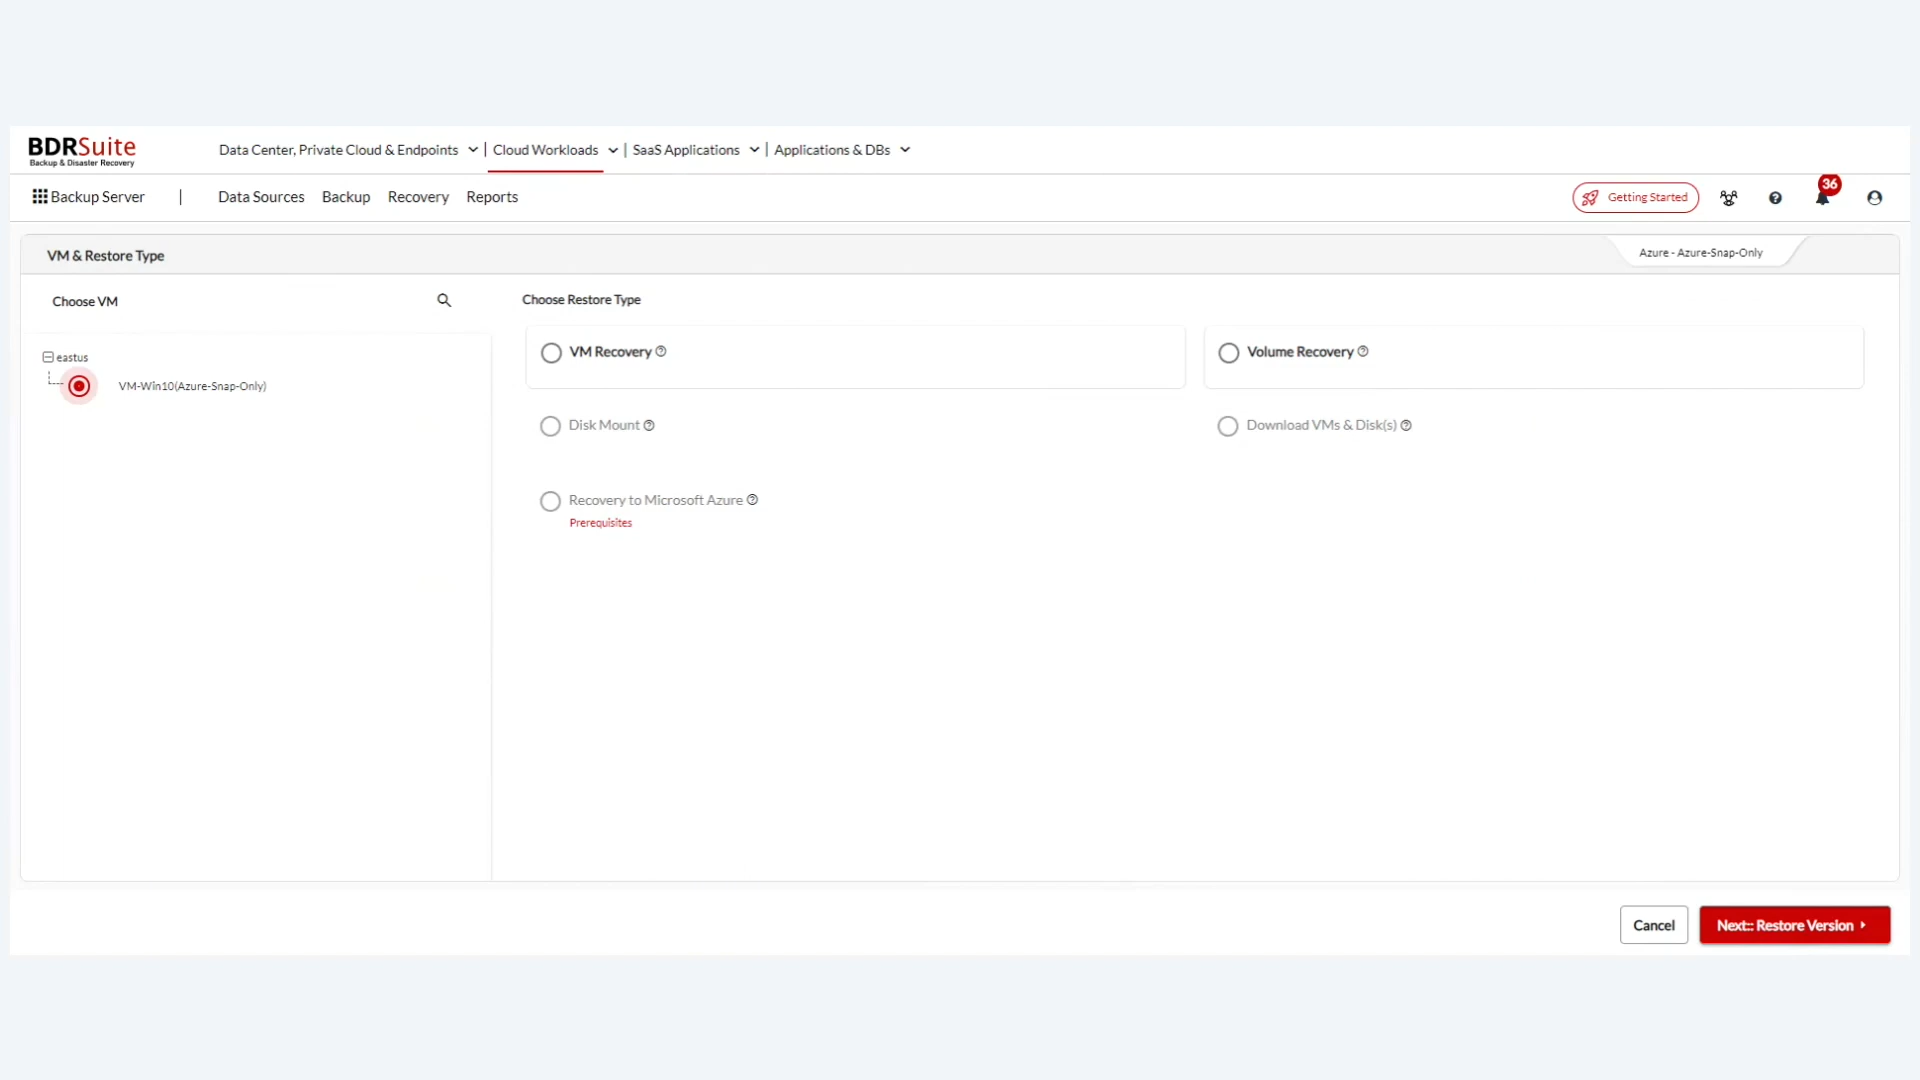 BDRSuite
Backup & Disaster Recovery
Data Center, Private Cloud & Endpoints | Cloud Workloads | SaaS Applications | Applications & DBs
Backup Server | Data Sources Backup Recovery Reports
Getting Started
36
VM & Restore Type
Azure - Azure-Snap-Only
Choose VM
Choose Restore Type
eastus
VM-Win10(Azure-Snap-Only)
VM Recovery
Volume Recovery
Disk Mount
Download VMs & Disk(s)
Recovery to Microsoft Azure
Prerequisites
Cancel
Next:: Restore Version